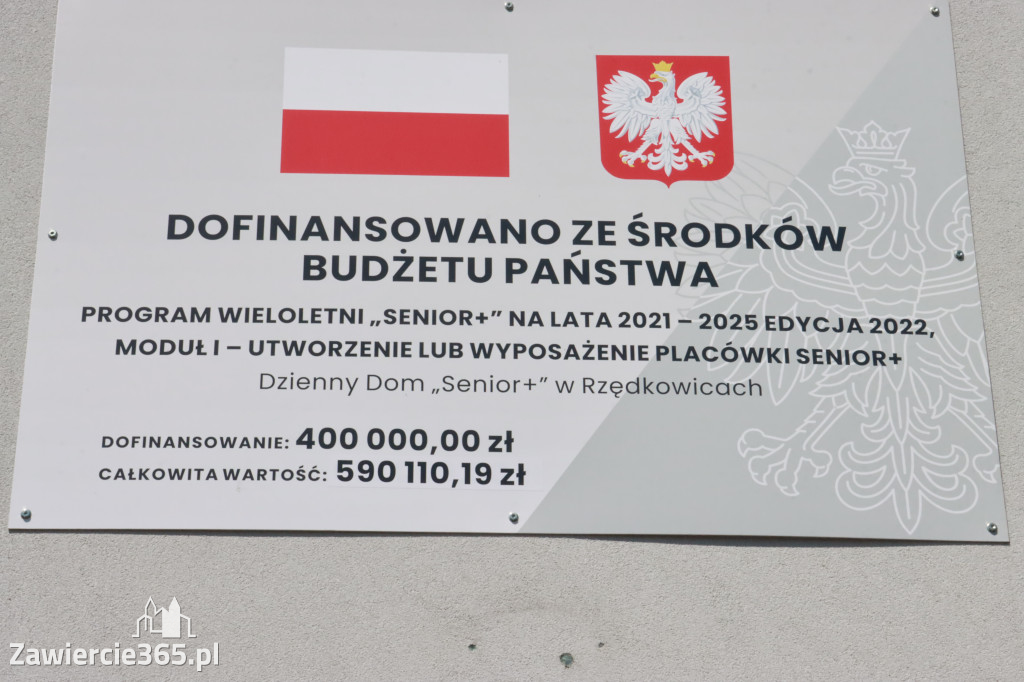 DOFINANSOWANO ZE ŚRODKÓW
BUDŻETU PAŃSTWA
PROGRAM WIELOLETNI „SENIOR+” NA LATA 2021 – 2025 EDYCJA 2022,
MODUŁ I – UTWORZENIE LUB WYPOSAŻENIE PLACÓWKI SENIOR+
Dzienny Dom „Senior+” w Rzędkowicach
DOFINANSOWANIE: 400 000,00 zł
CAŁKOWITA WARTOŚĆ: 590 110,19 zł
Zawiercie365.pl